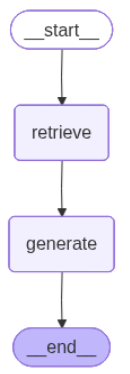 __start__
retrieve
generate
__end__